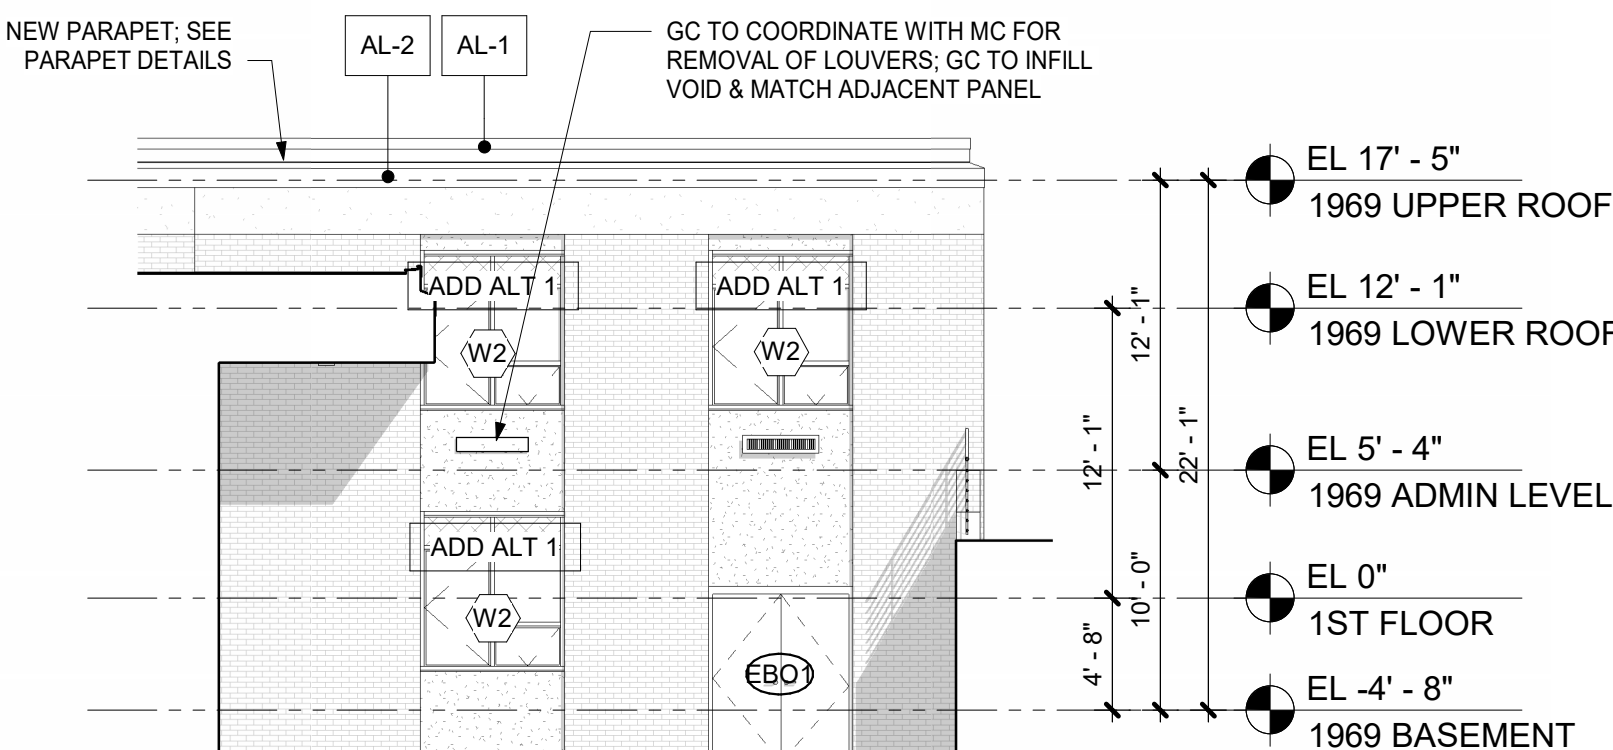 NEW PARAPET; SEE
PARAPET DETAILS
AL-2
AL-1
GC TO COORDINATE WITH MC FOR
REMOVAL OF LOUVERS; GC TO INFILL
VOID & MATCH ADJACENT PANEL
EL 17' - 5"
1969 UPPER ROOF
ADD ALT 1
ADD ALT 1
EL 12' - 1"
1969 LOWER ROOF
W2
W2
12' - 1"
12' - 1"
22' - 1"
EL 5' - 4"
1969 ADMIN LEVEL
ADD ALT 1
W2
10' - 0"
EL 0"
1ST FLOOR
4' - 8"
EBO1
EL -4' - 8"
1969 BASEMENT